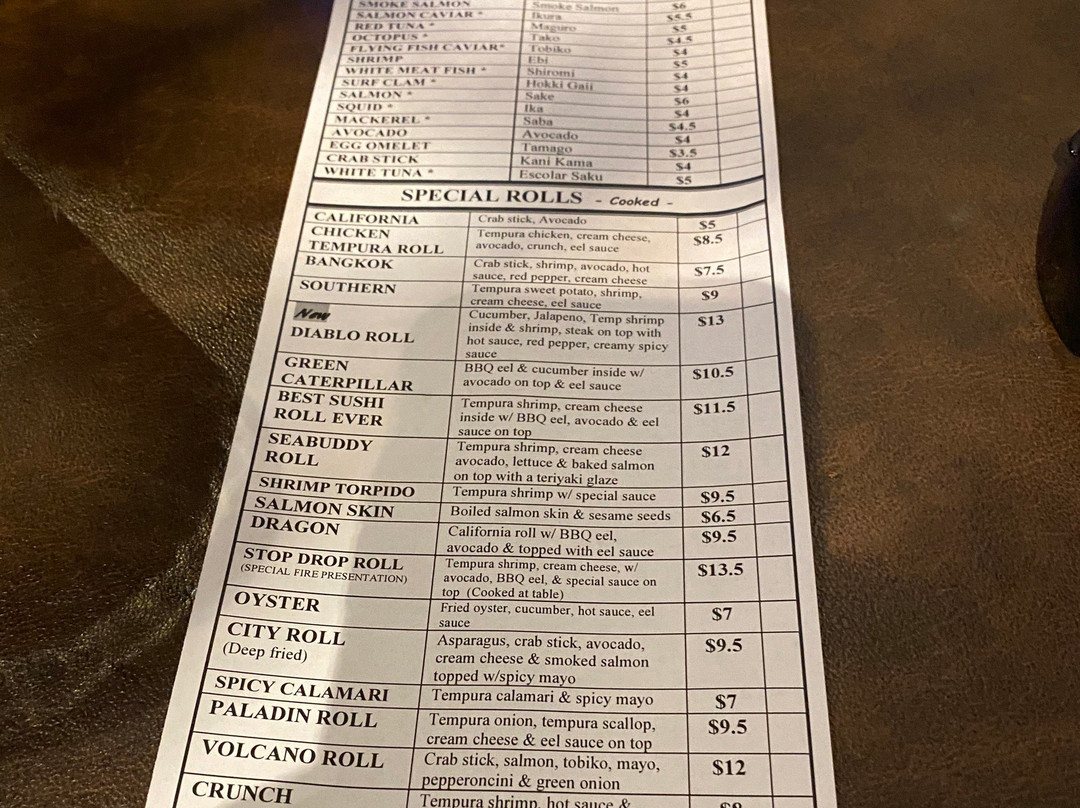 SMOKE SALMON Smoke Salmon $6
SALMON CAVIAR * Ikura $5.5
RED TUNA * Maguro $5
OCTOPUS * Tako $4.5
FLYING FISH CAVIAR* Tobiko $4
SHRIMP Ebi $5
WHITE MEAT FISH * Shiromi $4
SURF CLAM * Hokki Gaii $4
SALMON * Sake $6
SQUID * Ika $4
MACKEREL * Saba $4.5
AVOCADO Avocado $4
EGG OMELET Tamago $3.5
CRAB STICK Kani Kama $4
WHITE TUNA * Escolar Saku $5
SPECIAL ROLLS - Cooked -
CALIFORNIA Crab stick, Avocado $5
CHICKEN Tempura chicken, cream cheese, $8.5
TEMPURA ROLL avocado, crunch, eel sauce
BANGKOK Crab stick, shrimp, avocado, hot $7.5
sauce, red pepper, cream cheese
SOUTHERN Tempura sweet potato, shrimp, $9
cream cheese, eel sauce
New Cucumber, Jalapeno, Temp shrimp $13
DIABLO ROLL inside & shrimp, steak on top with
hot sauce, red pepper, creamy spicy
sauce
GREEN BBQ eel & cucumber inside w/ $10.5
CATERPILLAR avocado on top & eel sauce
BEST SUSHI Tempura shrimp, cream cheese $11.5
ROLL EVER inside w/ BBQ eel, avocado & eel
sauce on top
SEABUDDY Tempura shrimp, cream cheese $12
ROLL avocado, lettuce & baked salmon
on top with a teriyaki glaze
SHRIMP TORPIDO Tempura shrimp w/ special sauce $9.5
SALMON SKIN Boiled salmon skin & sesame seeds $6.5
DRAGON California roll w/ BBQ eel, $9.5
avocado & topped with eel sauce
STOP DROP ROLL Tempura shrimp, cream cheese, w/ $13.5
(SPECIAL FIRE PRESENTATION) avocado, BBQ eel, & special sauce on
top (Cooked at table)
OYSTER Fried oyster, cucumber, hot sauce, eel $7
sauce
CITY ROLL Asparagus, crab stick, avocado, $9.5
(Deep fried) cream cheese & smoked salmon
topped w/spicy mayo
SPICY CALAMARI Tempura calamari & spicy mayo $7
PALADIN ROLL Tempura onion, tempura scallop, $9.5
cream cheese & eel sauce on top
VOLCANO ROLL Crab stick, salmon, tobiko, mayo, $12
pepperoncini & green onion
CRUNCH Tempura shrimp, hot sauce &